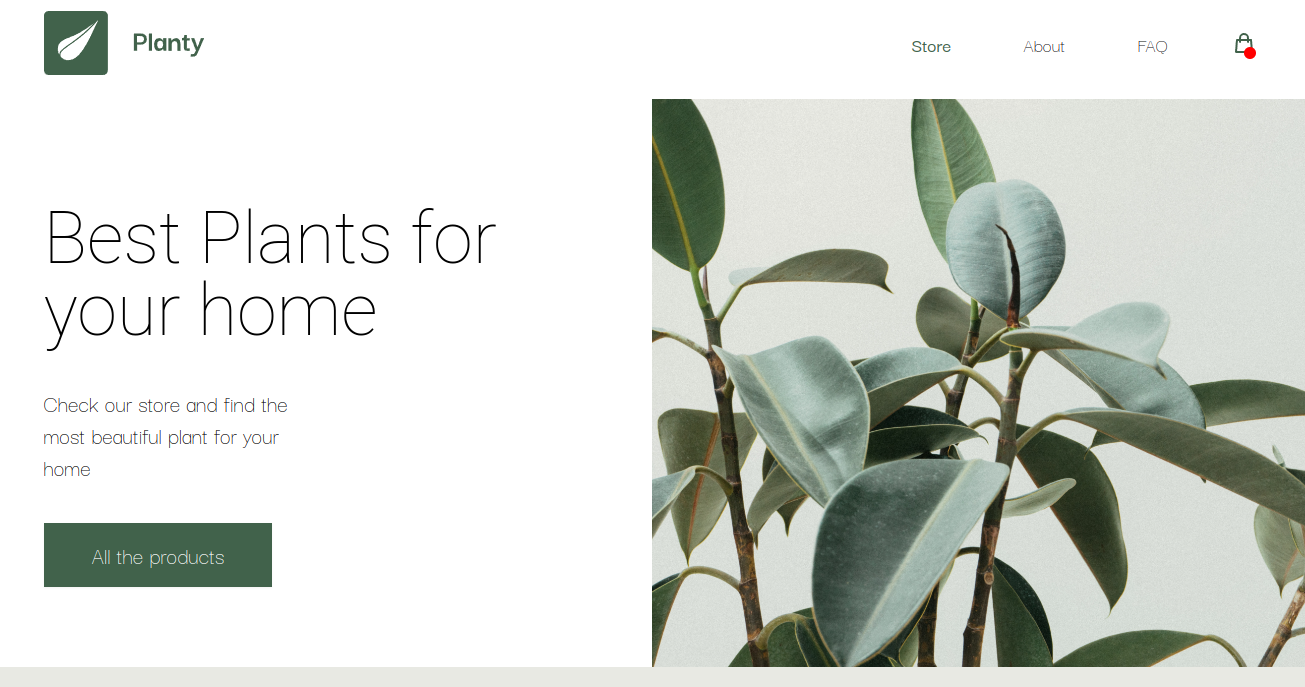 Planty
Store
About
FAQ
Best Plants for
your home
Check our store and find the
most beautiful plant for your
home
All the products